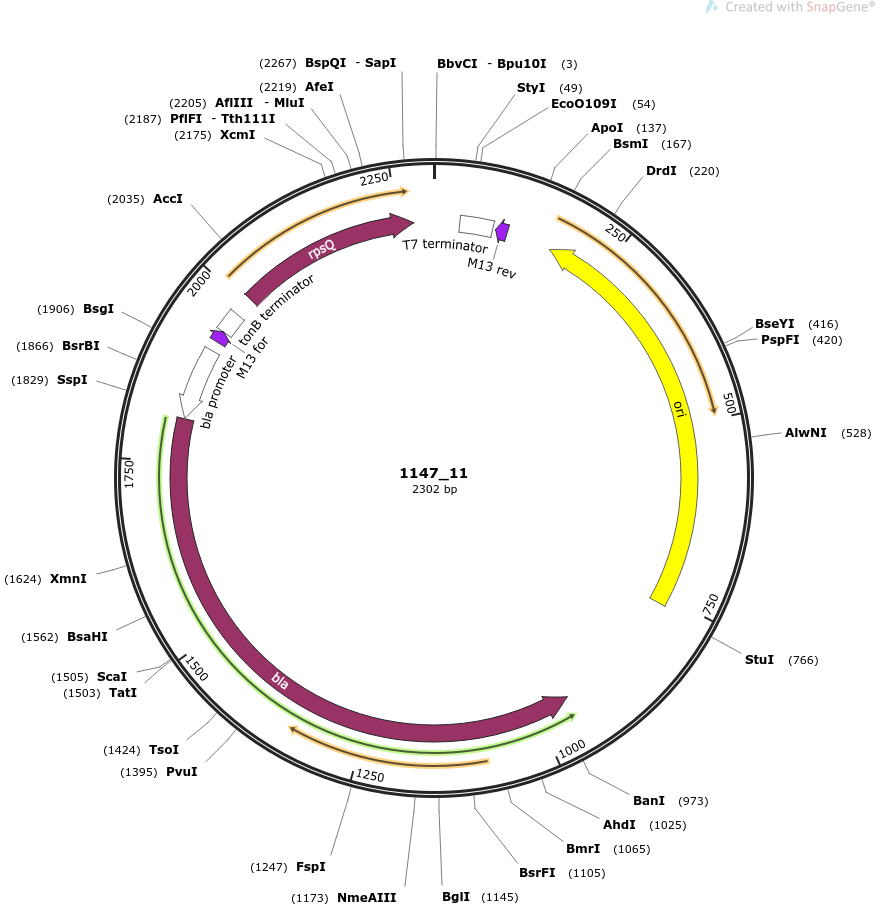 Created with SnapGene®
(2267) BspQI - SapI
BbvCI - Bpu10I (3)
(2219) AfeI
StyI (49)
(2205) AflIII - MluI
EcoO109I (54)
(2187) PflFI - Tth111I
ApoI (137)
(2175) XcmI
BsmI (167)
DrdI (220)
2250
(2035) AccI
250
rpsQ
T7 terminator
M13 rev
2000
tonB terminator
M13 for
(1906) BsgI
BseYI (416)
(1866) BsrBI
PspFI (420)
bla promoter
(1829) SspI
ori
500
AlwNI (528)
1750
1147_11
2302 bp
(1624) XmnI
750
(1562) BsaHI
StuI (766)
(1505) ScaI
1500
(1503) TatI
bla
(1424) TsoI
1000
(1395) PvuI
1250
BanI (973)
AhdI (1025)
BmrI (1065)
(1247) FspI
BsrFI (1105)
(1173) NmeAIII
BglI (1145)